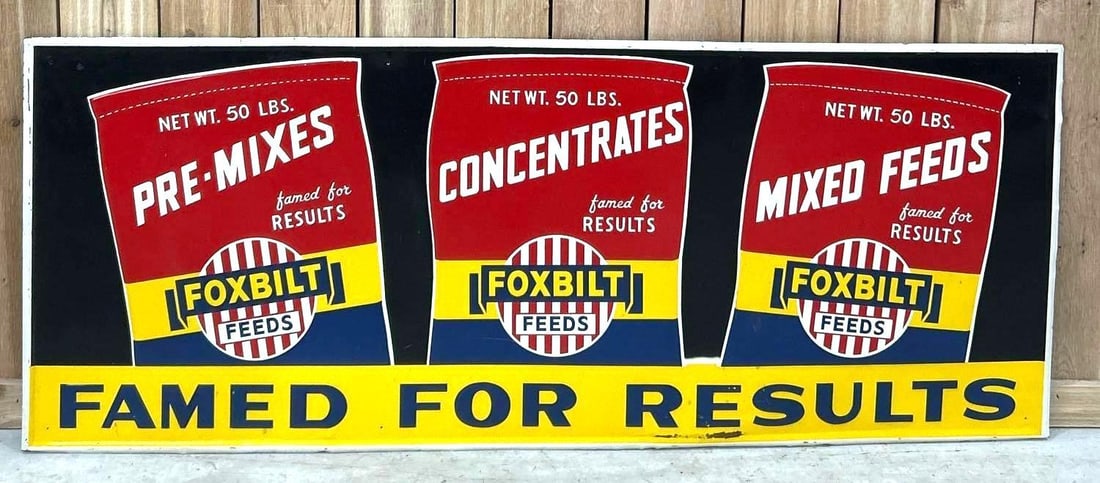 NET WT. 50 LBS.
PRE-MIXES
famed for
RESULTS
FOXBILT
FEEDS
NET WT. 50 LBS.
CONCENTRATES
famed for
RESULTS
FOXBILT
FEEDS
NET WT. 50 LBS.
MIXED FEEDS
famed for
RESULTS
FOXBILT
FEEDS
FAMED FOR RESULTS